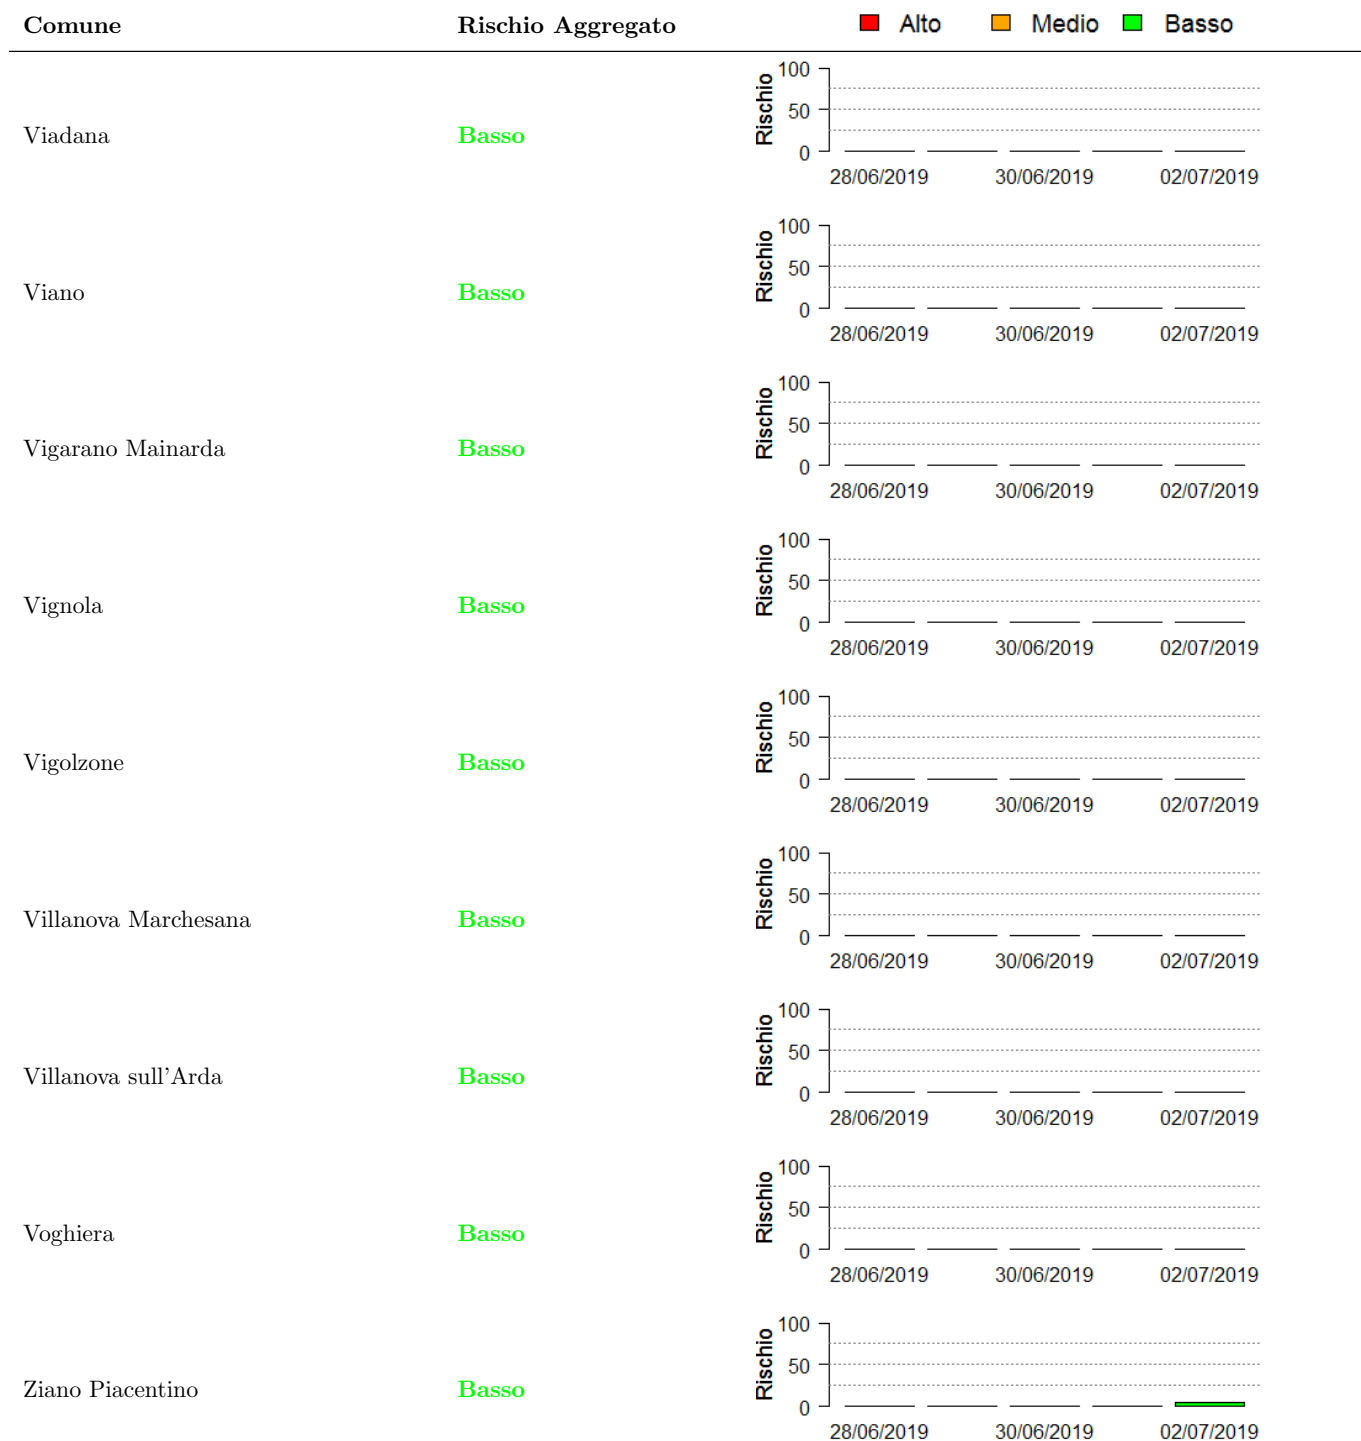 Comune Rischio Aggregato Alto Medio Basso
100
50
0
Rischio
Viadana Basso
28/06/2019 30/06/2019 02/07/2019
100
50
0
Rischio
Viano Basso
28/06/2019 30/06/2019 02/07/2019
100
50
0
Rischio
Vigarano Mainarda Basso
28/06/2019 30/06/2019 02/07/2019
100
50
0
Rischio
Vignola Basso
28/06/2019 30/06/2019 02/07/2019
100
50
0
Rischio
Vigolzone Basso
28/06/2019 30/06/2019 02/07/2019
100
50
0
Rischio
Villanova Marchesana Basso
28/06/2019 30/06/2019 02/07/2019
100
50
0
Rischio
Villanova sull'Arda Basso
28/06/2019 30/06/2019 02/07/2019
100
50
0
Rischio
Voghiera Basso
28/06/2019 30/06/2019 02/07/2019
100
50
0
Rischio
Ziano Piacentino Basso
28/06/2019 30/06/2019 02/07/2019